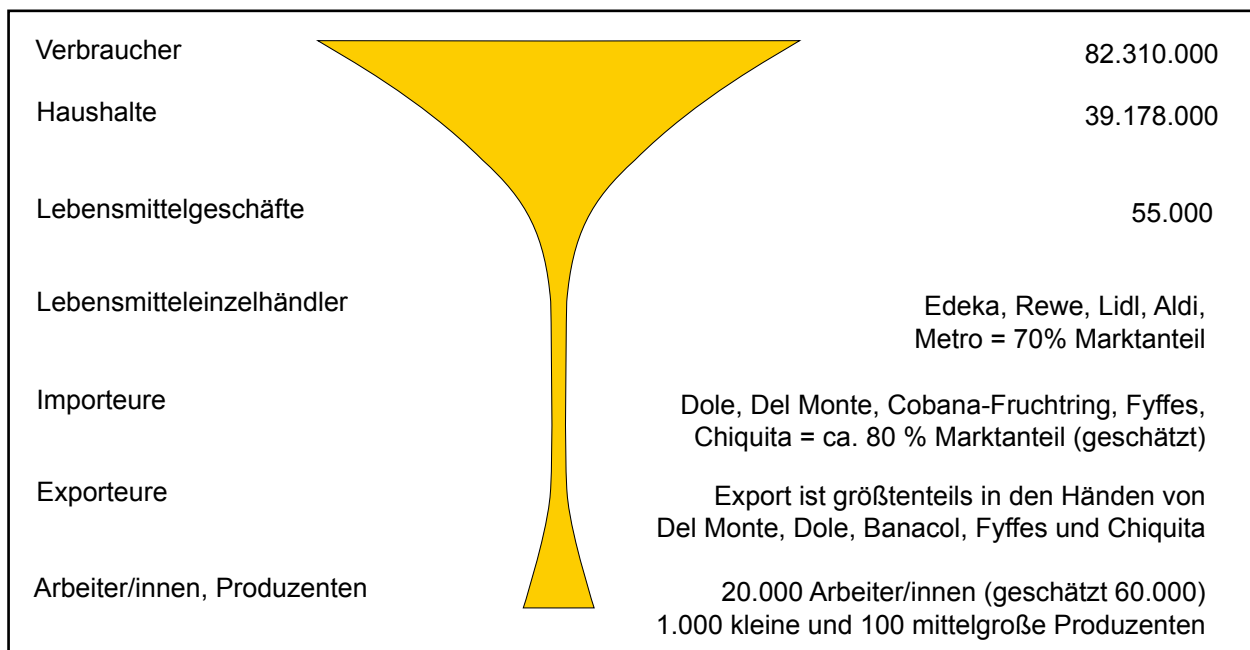 Verbraucher 82.310.000
Haushalte 39.178.000
Lebensmittelgeschäfte 55.000
Lebensmitteleinzelhändler Edeka, Rewe, Lidl, Aldi,
Metro = 70% Marktanteil
Importeure Dole, Del Monte, Cobana-Fruchtring, Fyffes,
Chiquita = ca. 80 % Marktanteil (geschätzt)
Exporteure Export ist größtenteils in den Händen von
Del Monte, Dole, Banacol, Fyffes und Chiquita
Arbeiter/innen, Produzenten 20.000 Arbeiter/innen (geschätzt 60.000)
1.000 kleine und 100 mittelgroße Produzenten